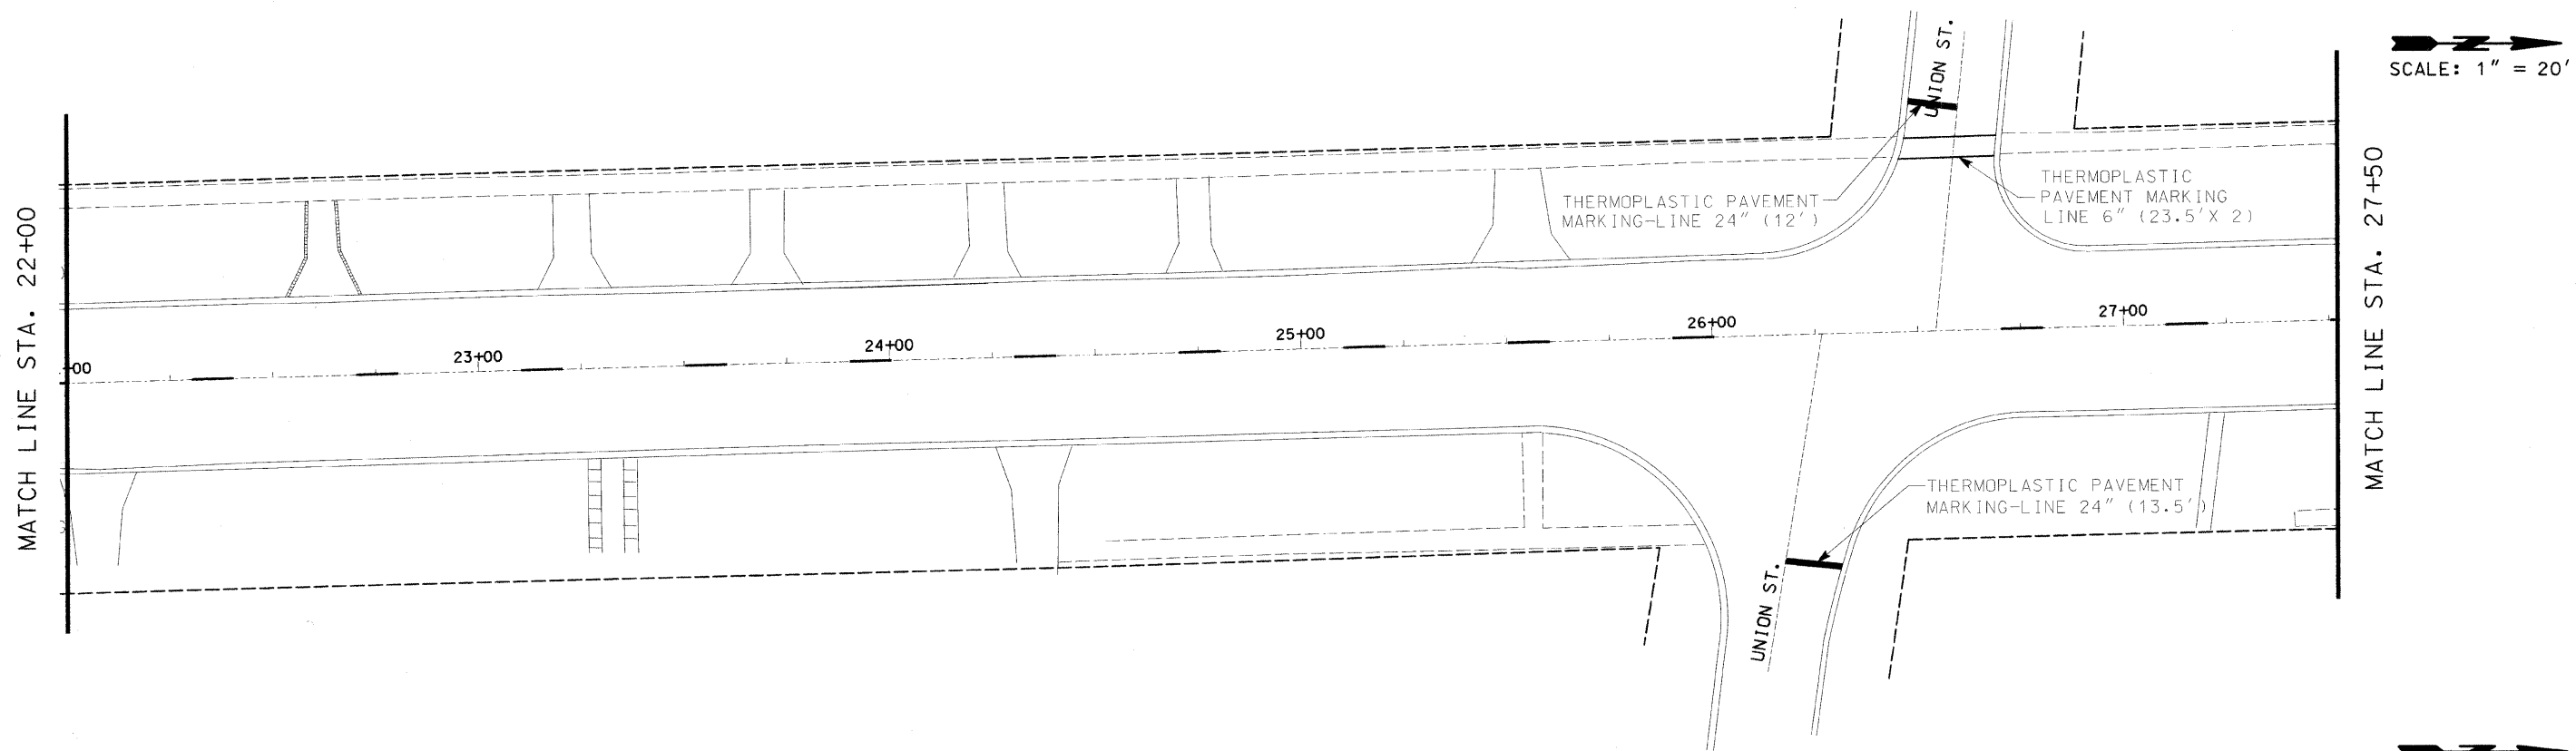 UNION ST.
N
SCALE: 1" = 20'
MATCH LINE STA. 22+00
MATCH LINE STA. 27+50
THERMOPLASTIC PAVEMENT
MARKING-LINE 24" (12')
THERMOPLASTIC
PAVEMENT MARKING
LINE 6" (23.5'X 2)
00
23+00
24+00
25+00
26+00
27+00
THERMOPLASTIC PAVEMENT
MARKING-LINE 24" (13.5')
UNION ST.